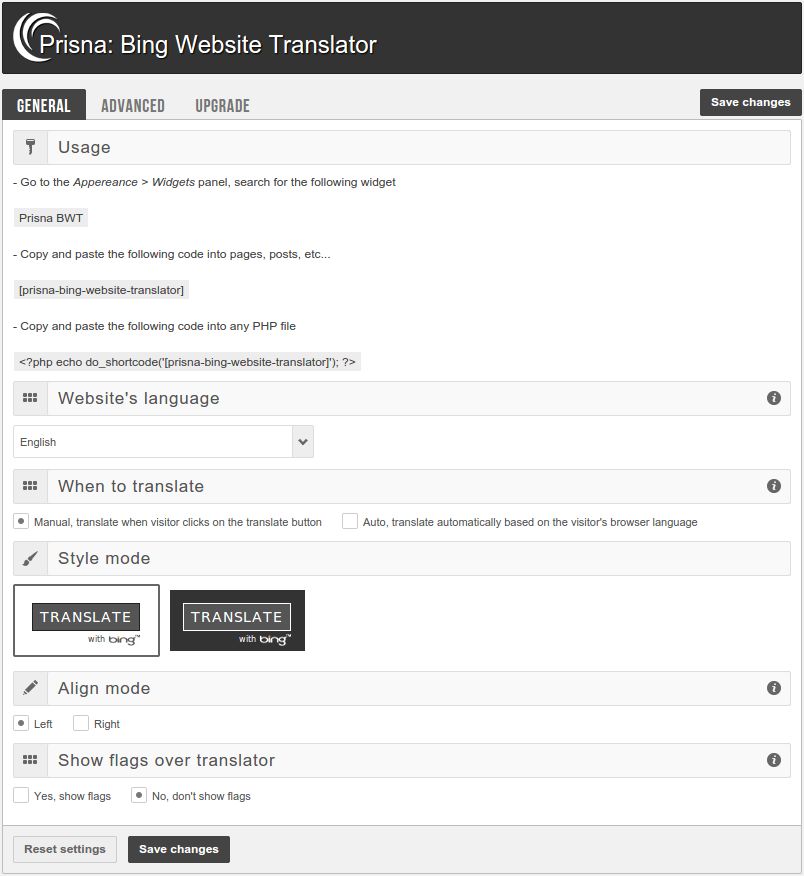 Prisna: Bing Website Translator
GENERAL ADVANCED UPGRADE Save changes
Usage
- Go to the Appereance > Widgets panel, search for the following widget
Prisna BWT
- Copy and paste the following code into pages, posts, etc...
[prisna-bing-website-translator]
- Copy and paste the following code into any PHP file
<?php echo do_shortcode('[prisna-bing-website-translator]'); ?>
Website's language
English
When to translate
Manual, translate when visitor clicks on the translate button Auto, translate automatically based on the visitor's browser language
Style mode
TRANSLATE TRANSLATE
with bing™ with bing™
Align mode
Left Right
Show flags over translator
Yes, show flags No, don't show flags
Reset settings Save changes